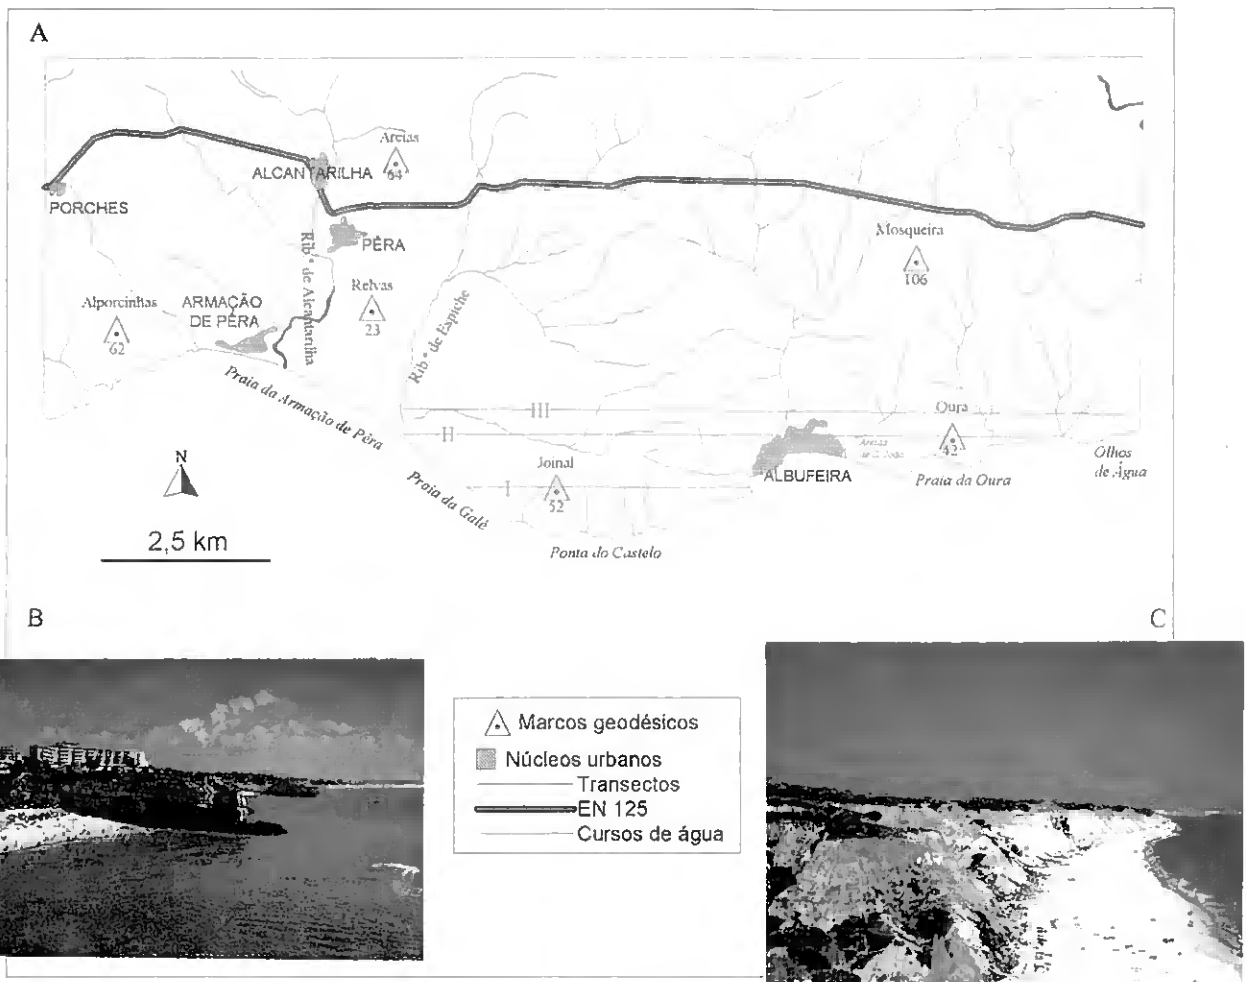 A
Areias
64
ALCANTARILHA
PORCHES
PÊRA
Rib.ª de Alcantarilha
Mosqueira
106
Alporcinhas
62
ARMAÇÃO
DE PÊRA
Relvas
23
Rib.ª de Espiche
Praia da Armação de Pêra
III
II
Oura
42
Areias
de S. João
Olhos
de Água
ALBUFEIRA
Praia da Oura
Joinal
I
52
Praia da Galé
Ponta do Castelo
N
2,5 km
B
C
Marcos geodésicos
Núcleos urbanos
Transectos
EN 125
Cursos de água